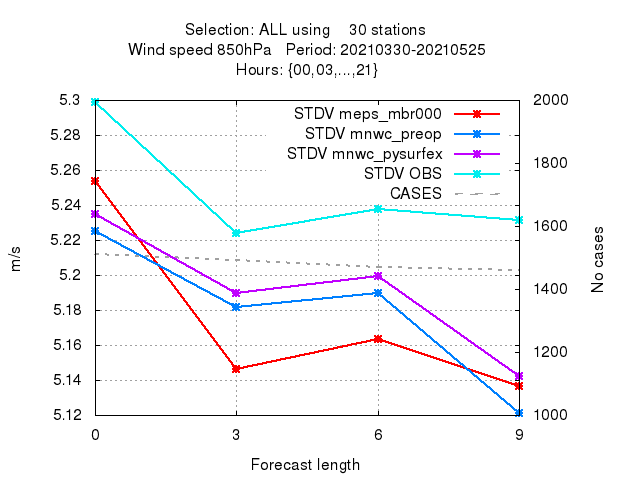 Selection: ALL using 30 stations
Wind speed 850hPa Period: 20210330-20210525
Hours: {00,03,...,21}
5.3
5.28
5.26
5.24
5.22
5.2
5.18
5.16
5.14
5.12
m/s
STDV meps_mbr000
STDV mnwc_preop
STDV mnwc_pysurfex
STDV OBS
CASES
2000
1800
1600
1400
1200
1000
No cases
0 3 6 9
Forecast length